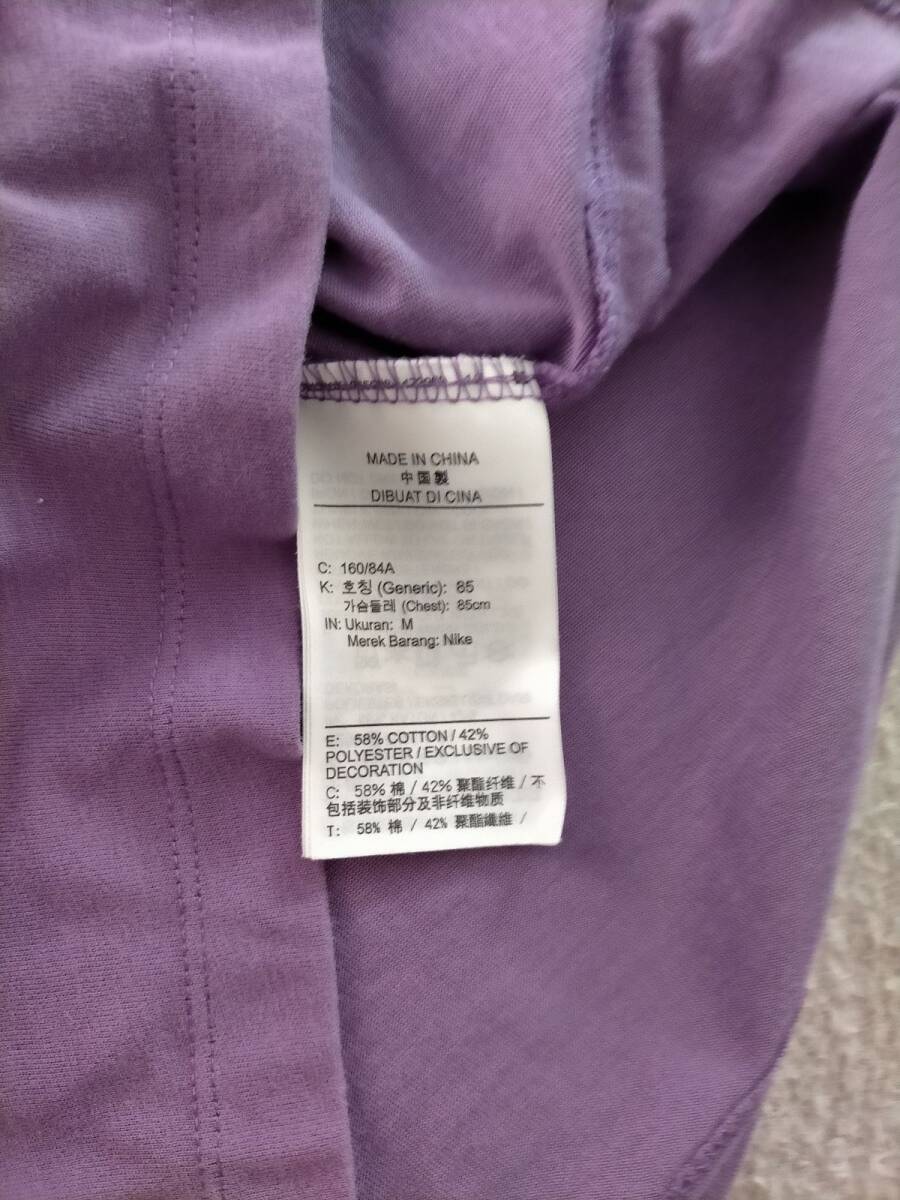 MADE IN CHINA
中国製
DIBUAT DI CINA
C: 160/84A
K: 호칭 (Generic): 85
가슴둘레 (Chest): 85cm
IN: Ukuran: M
Merek Barang: Nike
E: 58% COTTON / 42%
POLYESTER / EXCLUSIVE OF
DECORATION
C: 58% 棉 / 42% 聚酯纤维 / 不
包括装饰部分及非纤维物质
T: 58% 棉 / 42% 聚酯纖維 /